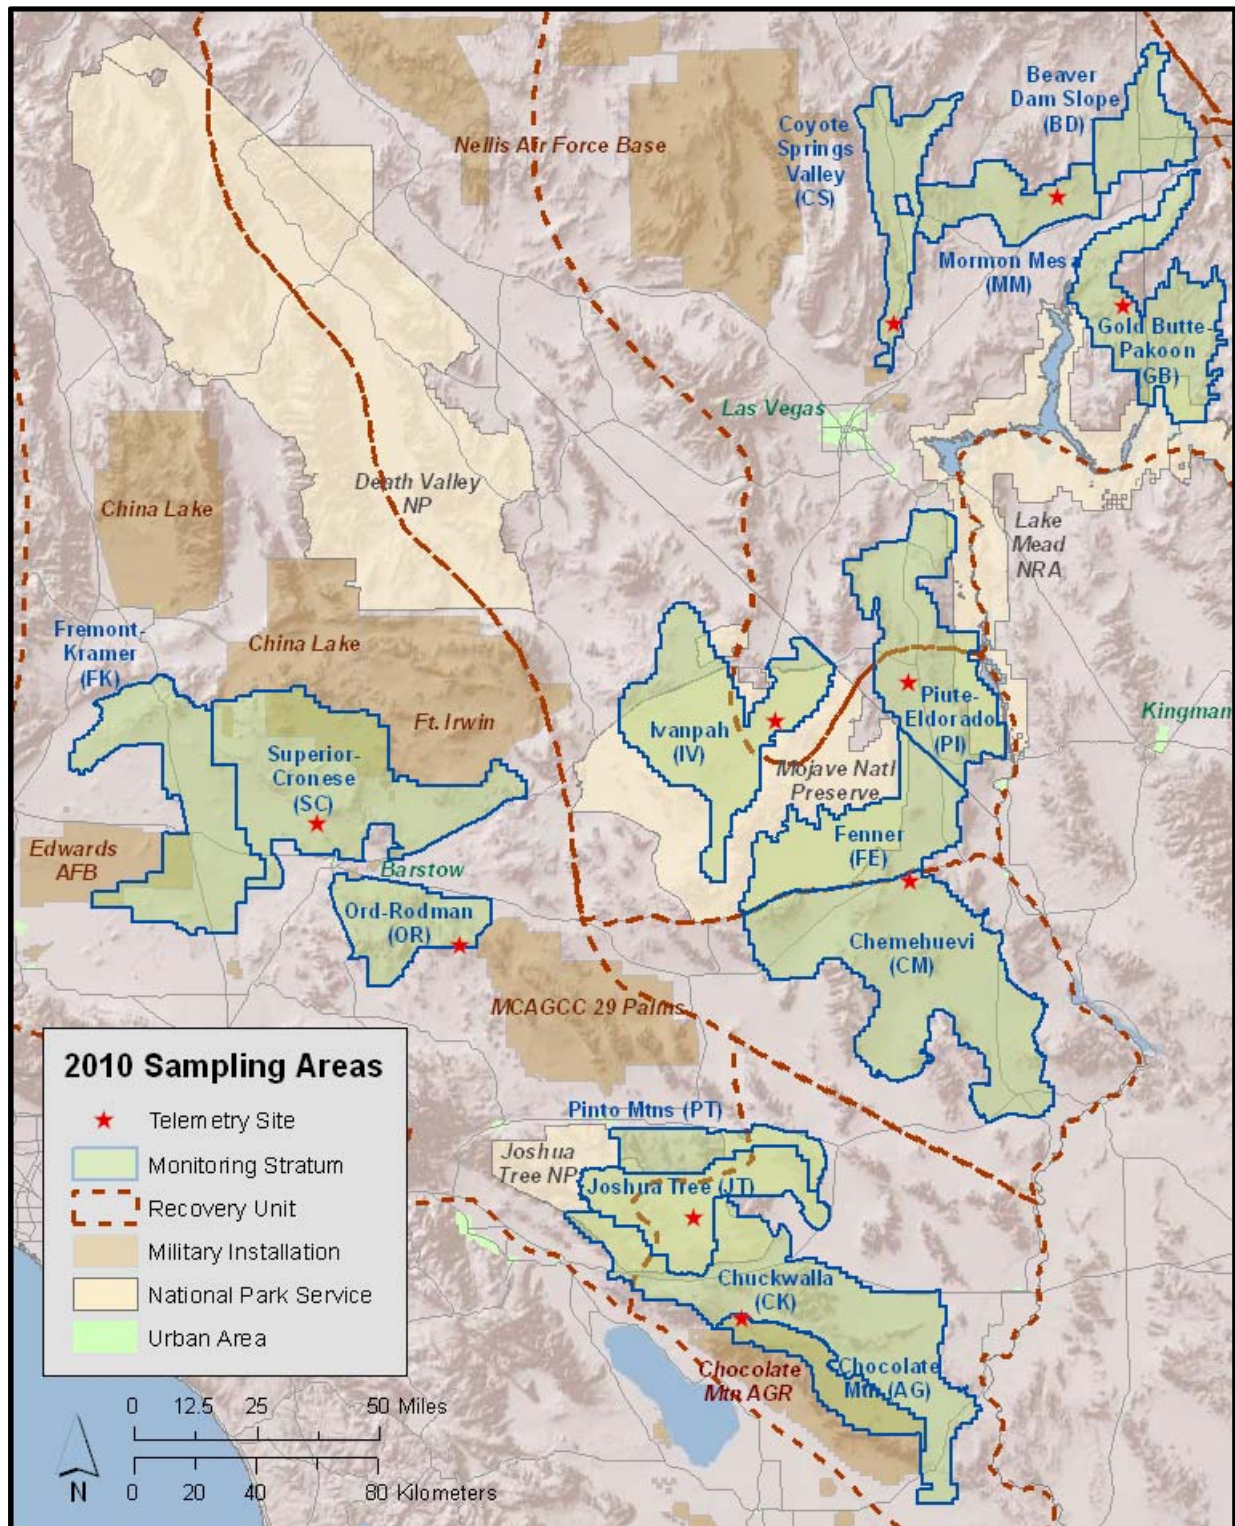 Beaver
Dam Slope
(BD)
Coyote
Springs
Valley
(CS)
Nellis Air Force Base
Mormon Mes
(MM)
Gold Butte-
Pakoon
(GB)
Las Vegas
Death Valley
NP
China Lake
Lake
Mead
NRA
Fremont-
Kramer
(FK)
China Lake
Ft. Irwin
Superior-
Cronese
(SC)
Ivanpah
(IV)
Piute-
Eldorado
(PI)
Kingman
Mojave Natl
Preserve
Fenner
(FE)
Edwards
AFB
Barstow
Ord-Rodman
(OR)
Chemehuevi
(CM)
MCAGCC 29 Palms
Pinto Mtns (PT)
Joshua
Tree NP
Joshua Tree (JT)
Chuckwalla
(CK)
Chocolate
Mtn AGR
Chocolate
Mtn (AG)
2010 Sampling Areas
Telemetry Site
Monitoring Stratum
Recovery Unit
Military Installation
National Park Service
Urban Area
0 12.5 25 50 Miles
0 20 40 80 Kilometers
N